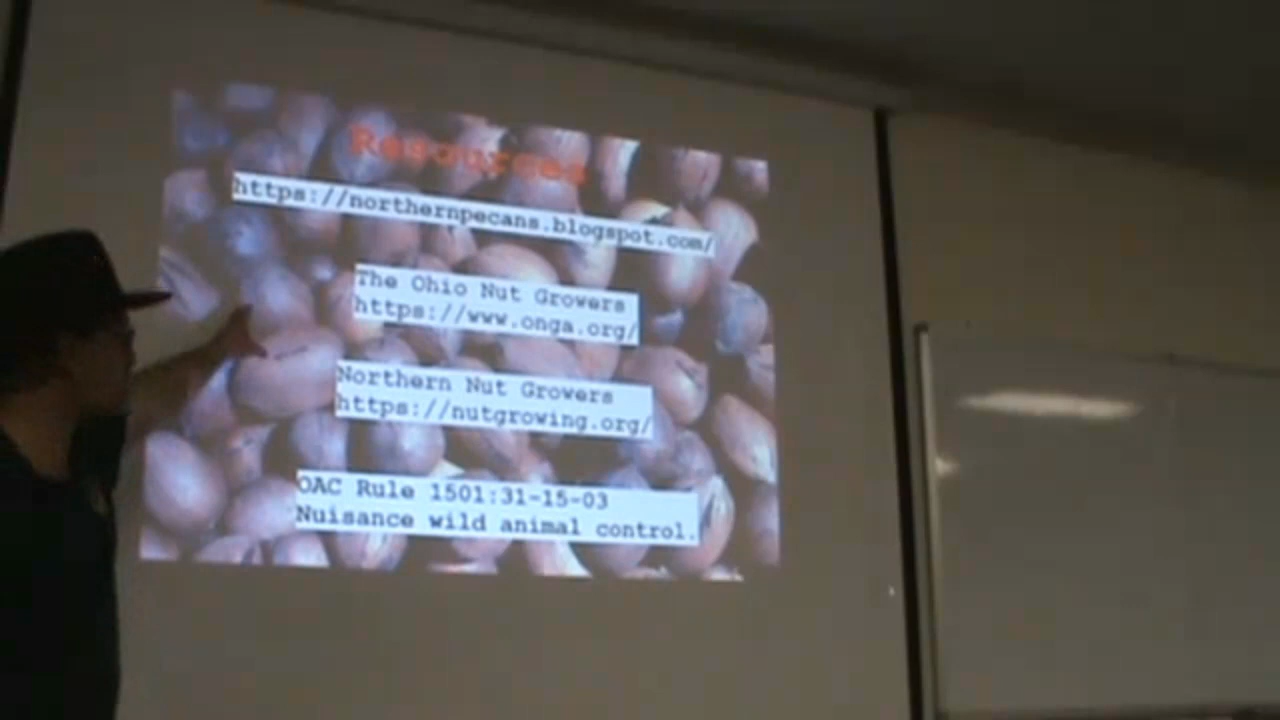 Resources
https://northernpecans.blogspot.com/
The Ohio Nut Growers
https://www.onga.org/
Northern Nut Growers
https://nutgrowing.org/
OAC Rule 1501:31-15-03
Nuisance wild animal control.